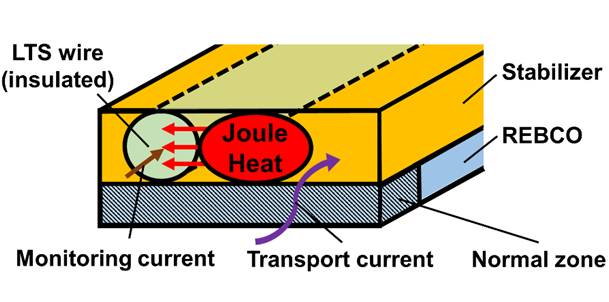 LTS wire
(insulated)
Stabilizer
REBCO
Joule
Heat
Monitoring current
Transport current
Normal zone